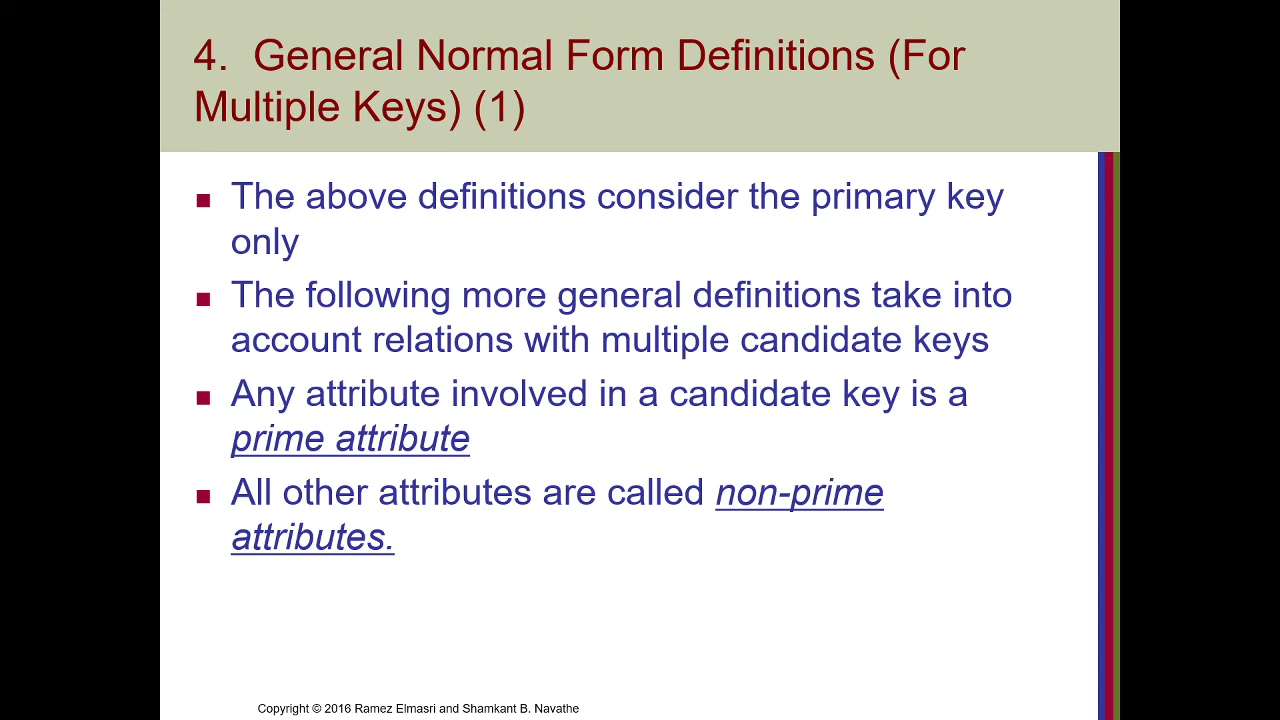 4.  General Normal Form Definitions (For
Multiple Keys) (1)
The above definitions consider the primary key
only
The following more general definitions take into
account relations with multiple candidate keys
Any attribute involved in a candidate key is a
prime attribute
All other attributes are called non-prime
attributes.
Copyright © 2016 Ramez Elmasri and Shamkant B. Navathe